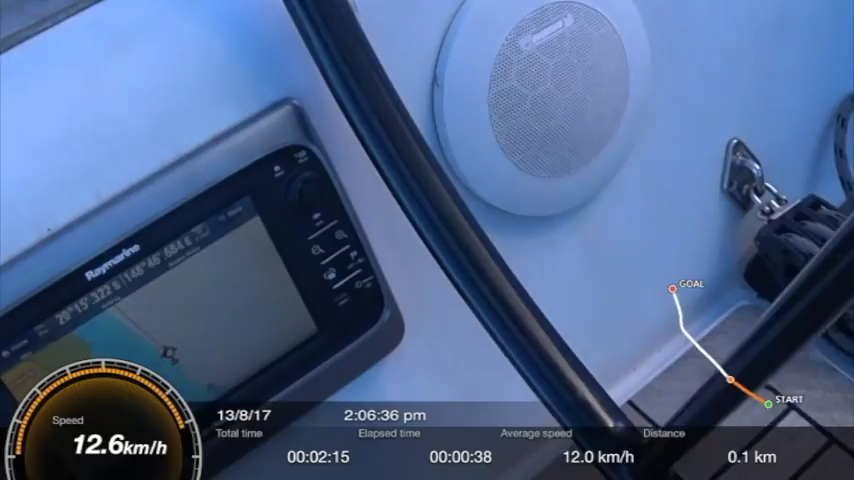 Raymarine
20°15'.322 S 148°45'.684 E
GOAL
START
Speed
12.6km/h
13/8/17 2:06:36 pm
Total time Elapsed time Average speed Distance
00:02:15 00:00:38 12.0 km/h 0.1 km